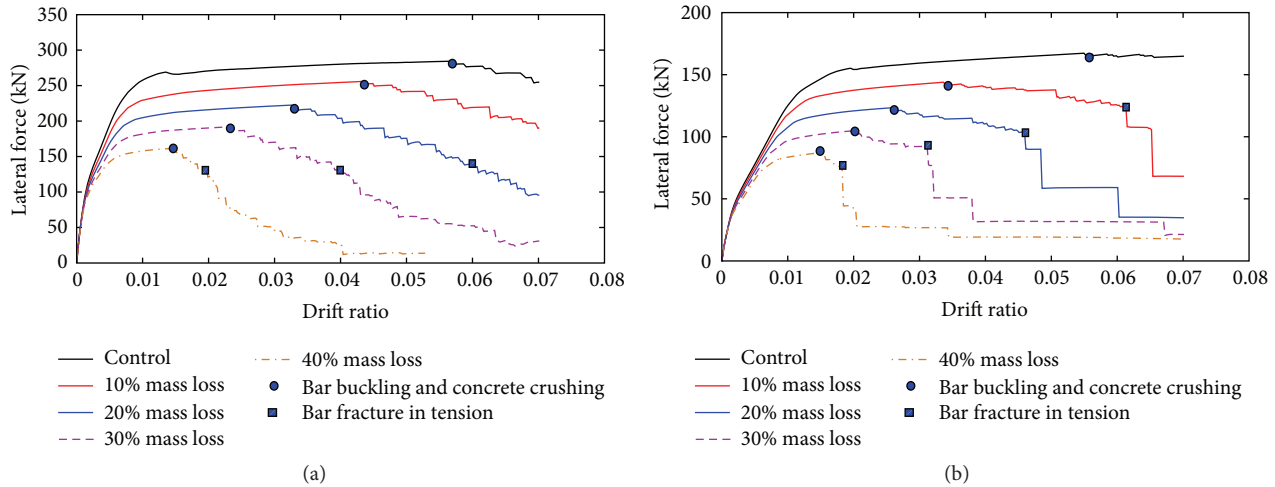 350
300
250
200
150
100
50
0
Lateral force (kN)
0 0.01 0.02 0.03 0.04 0.05 0.06 0.07 0.08
Drift ratio
Control
10% mass loss
20% mass loss
30% mass loss
40% mass loss
Bar buckling and concrete crushing
Bar fracture in tension
(a)
200
150
100
50
0
Lateral force (kN)
0 0.01 0.02 0.03 0.04 0.05 0.06 0.07 0.08
Drift ratio
Control
10% mass loss
20% mass loss
30% mass loss
40% mass loss
Bar buckling and concrete crushing
Bar fracture in tension
(b)